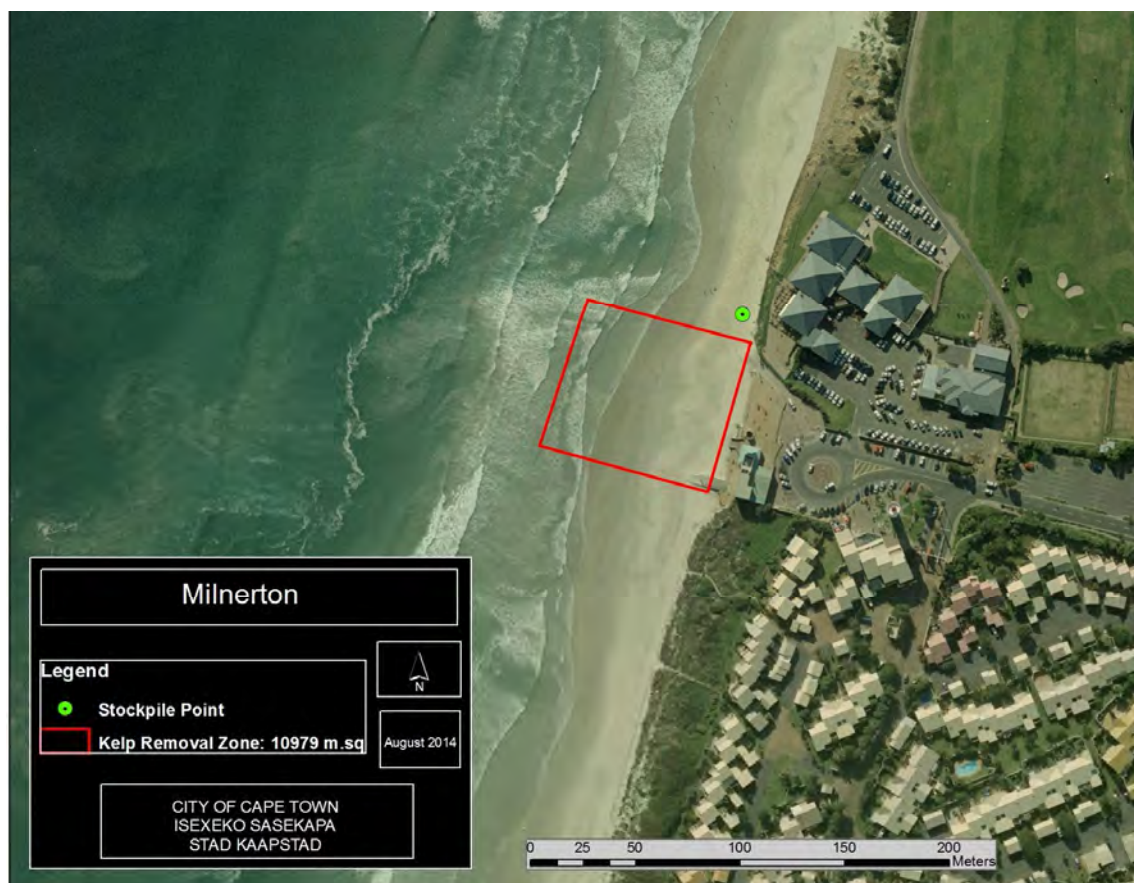 Milnerton
Legend
Stockpile Point
Kelp Removal Zone: 10979 m.sq
N
August 2014
CITY OF CAPE TOWN
ISEXEKO SASEKAPA
STAD KAAPSTAD
0 25 50 100 150 200
Meters